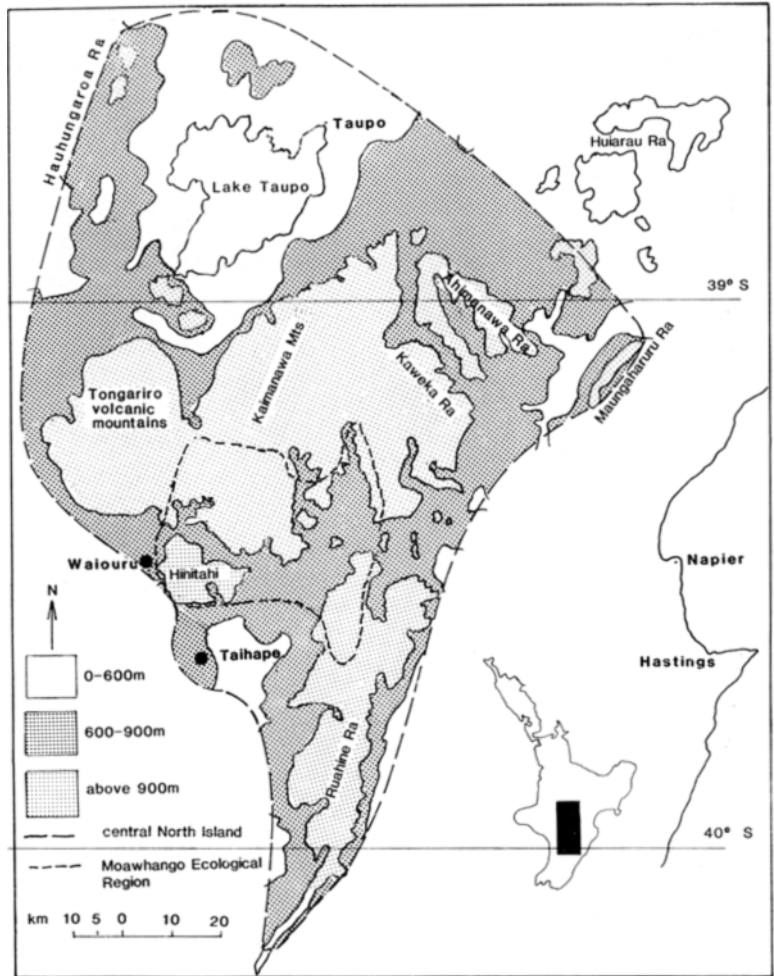 Hauhungaroa Ra
Taupo
Lake Taupo
Huiarau Ra
39° S
Ahimanawa Ra
Kaimanawa Mts
Kaweka Ra
Maungaharuru Ra
Tongariro
volcanic
mountains
Waiouru
Hinitahi
Napier
N
Taihape
Hastings
0-600m
600-900m
above 900m
Ruahine Ra
central North Island
40° S
Moawhango Ecological
Region
km 10 5 0 10 20